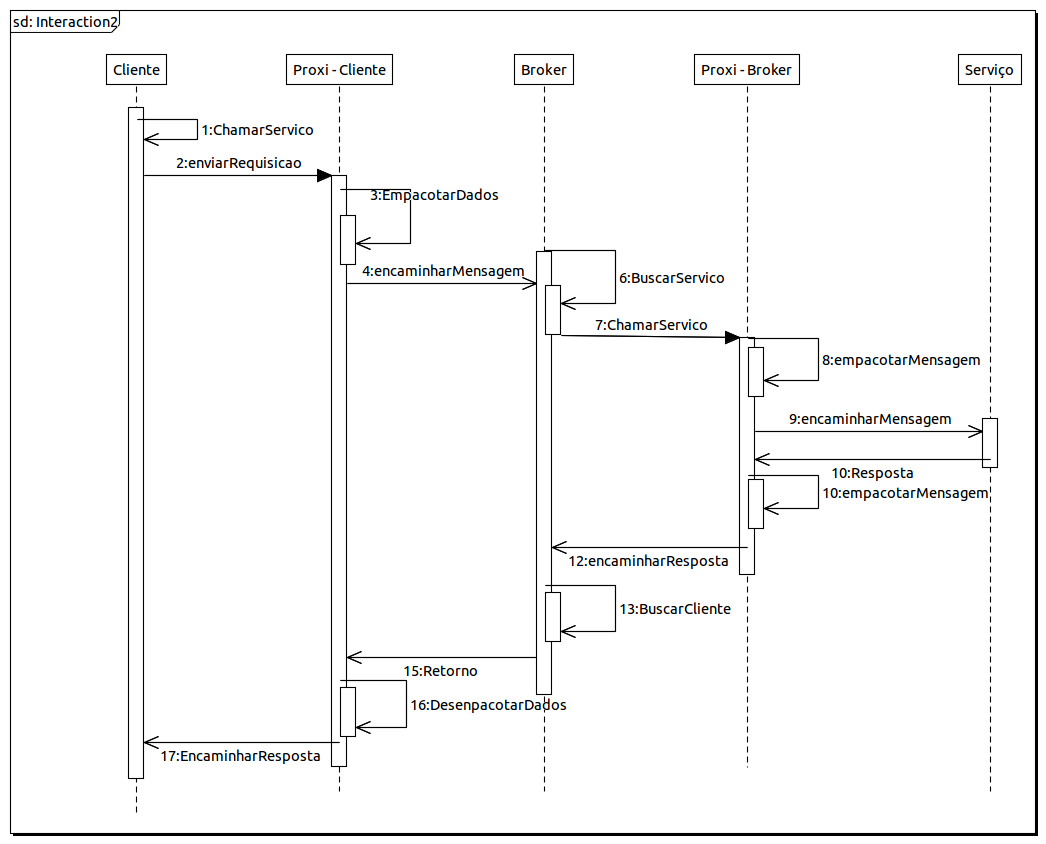 sd: Interaction2
Cliente
Proxi - Cliente
Broker
Proxi - Broker
Serviço
1:ChamarServico
2:enviarRequisicao
3:EmpacotarDados
4:encaminharMensagem
6:BuscarServico
7:ChamarServico
8:empacotarMensagem
9:encaminharMensagem
10:Resposta
10:empacotarMensagem
12:encaminharResposta
13:BuscarCliente
15:Retorno
16:DesenpacotarDados
17:EncaminharResposta